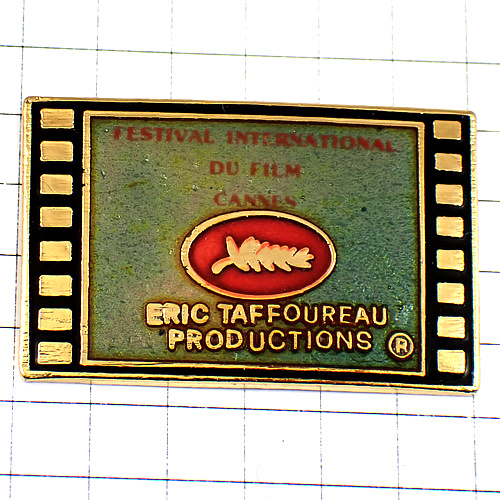 FESTIVAL INTERNATIONAL
DU FILM
CANNES
ERIC TAFFOUREAU
PRODUCTIONS ®